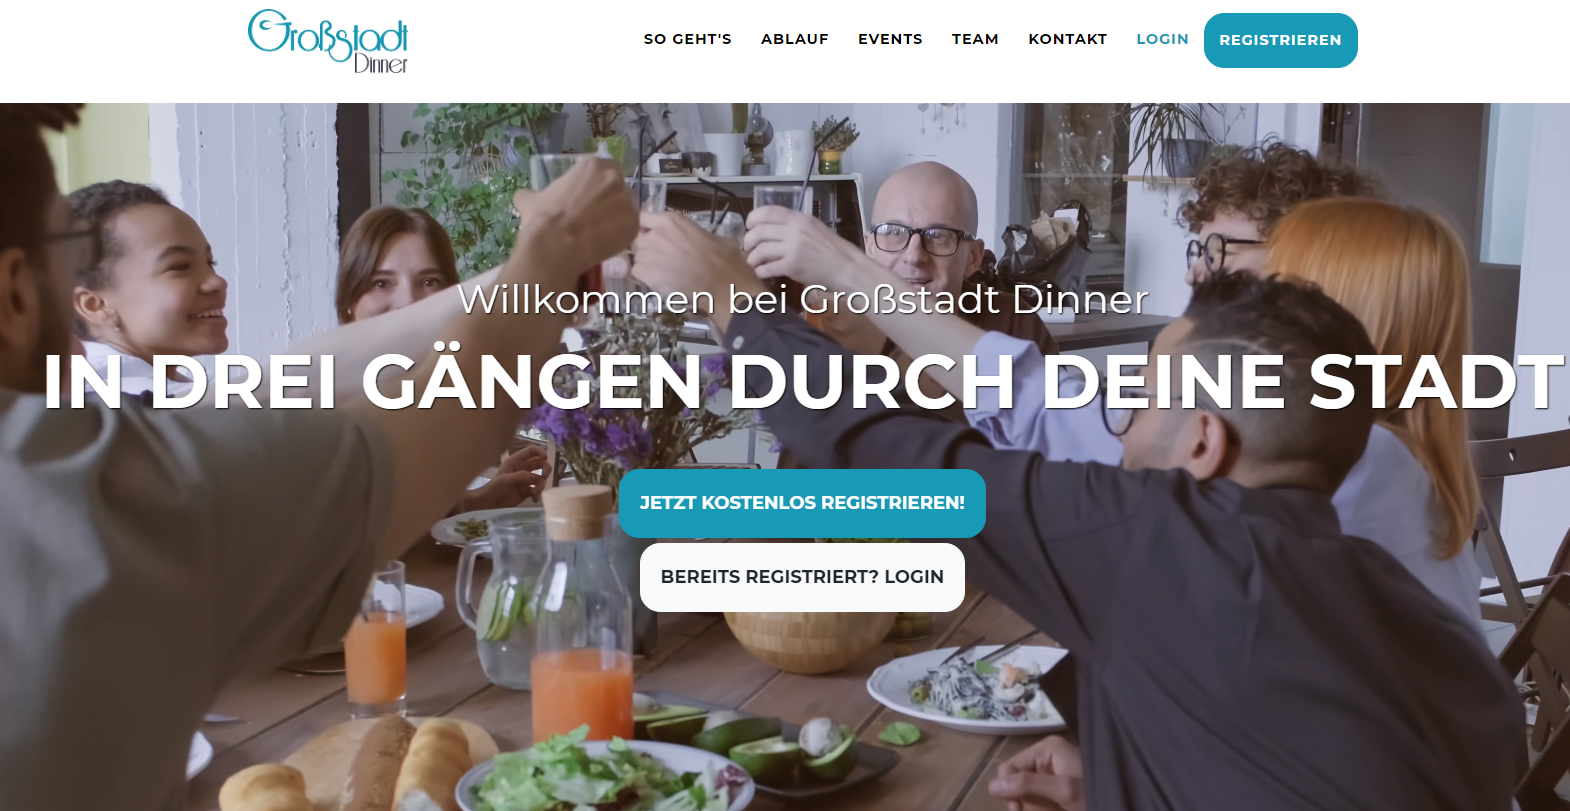 Großstadt
Dinner
SO GEHT'S ABLAUF EVENTS TEAM KONTAKT LOGIN REGISTRIEREN
Willkommen bei Großstadt Dinner
IN DREI GÄNGEN DURCH DEINE STADT
JETZT KOSTENLOS REGISTRIEREN!
BEREITS REGISTRIERT? LOGIN